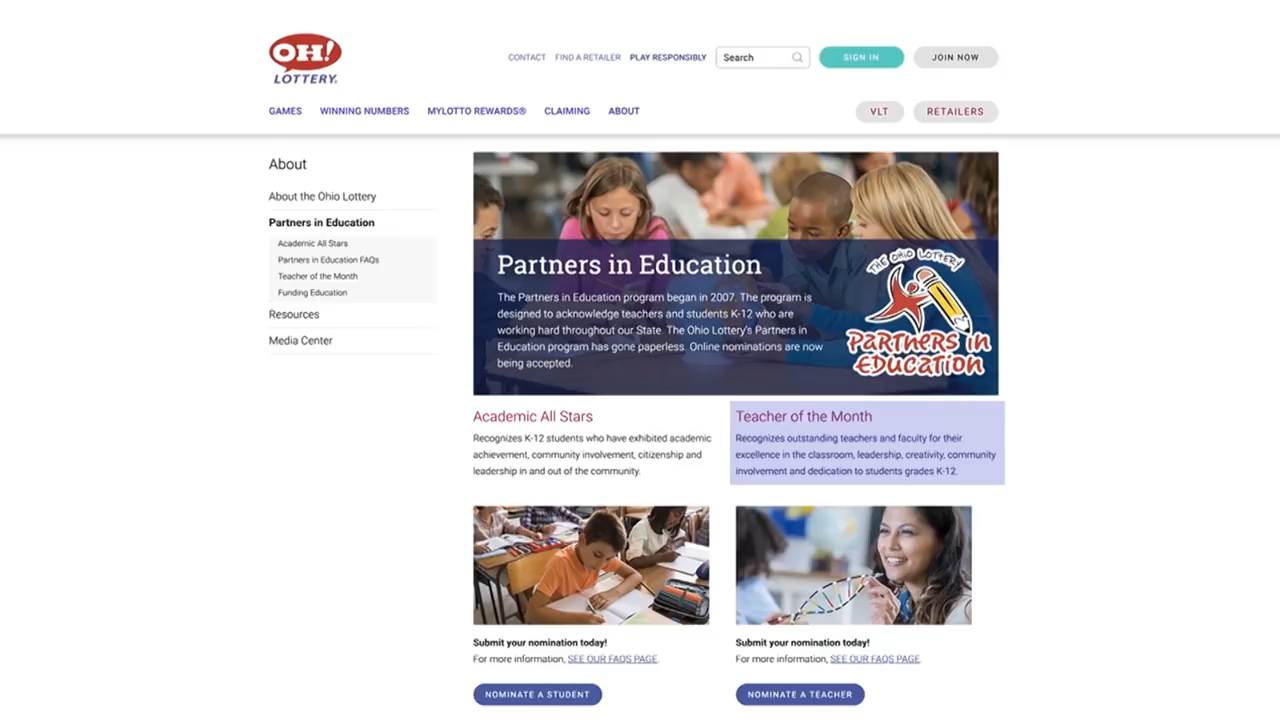 OH!
LOTTERY
CONTACT FIND A RETAILER PLAY RESPONSIBLY Search SIGN IN JOIN NOW
GAMES WINNING NUMBERS MYLOTTO REWARDS® CLAIMING ABOUT VLT RETAILERS
About
About the Ohio Lottery
Partners in Education
Academic All Stars
Partners in Education FAQs
Teacher of the Month
Funding Education
Resources
Media Center
Partners in Education
The Partners in Education program began in 2007. The program is
designed to acknowledge teachers and students K-12 who are
working hard throughout our State. The Ohio Lottery's Partners in
Education program has gone paperless. Online nominations are now
being accepted.
THE OHIO LOTTERY
PARTNERS in
EDUCATION
Academic All Stars
Recognizes K-12 students who have exhibited academic
achievement, community involvement, citizenship and
leadership in and out of the community.
Teacher of the Month
Recognizes outstanding teachers and faculty for their
excellence in the classroom, leadership, creativity, community
involvement and dedication to students grades K-12.
Submit your nomination today!
For more information, SEE OUR FAQS PAGE.
NOMINATE A STUDENT
Submit your nomination today!
For more information, SEE OUR FAQS PAGE.
NOMINATE A TEACHER